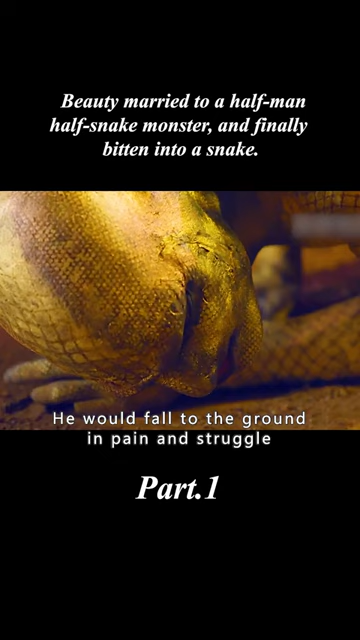 Beauty married to a half-man
half-snake monster, and finally
bitten into a snake.
He would fall to the ground
in pain and struggle
Part.1